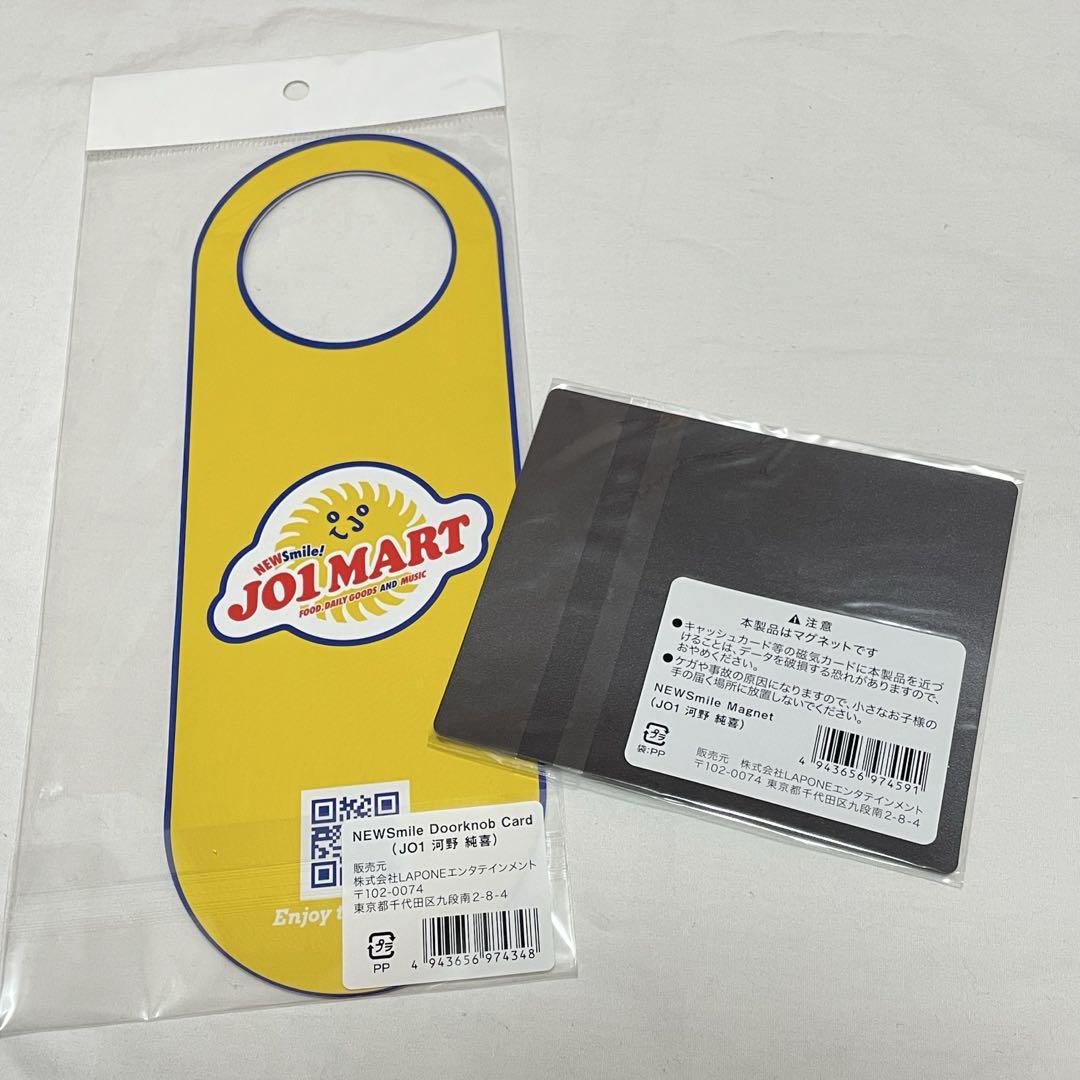 NEWSmile!
JO1 MART
FOOD, DAILY GOODS AND MUSIC
Enjoy
NEWSmile Doorknob Card
(JO1 河野 純喜)
販売元
株式会社LAPONEエンタテインメント
〒102-0074
東京都千代田区九段南2-8-4
プラ
PP
4 943656 974348
注意
本製品はマグネットです
●キャッシュカード等の磁気カードに本製品を近づ
けることは、データを破損する恐れがありますので、
おやめください。
●ケガや事故の原因になりますので、小さなお子様の
手の届く場所に放置しないでください。
NEWSmile Magnet
(JO1 河野 純喜)
プラ
袋:PP
4 943656 974591
販売元 株式会社LAPONEエンタテインメント
〒102-0074 東京都千代田区九段南2-8-4